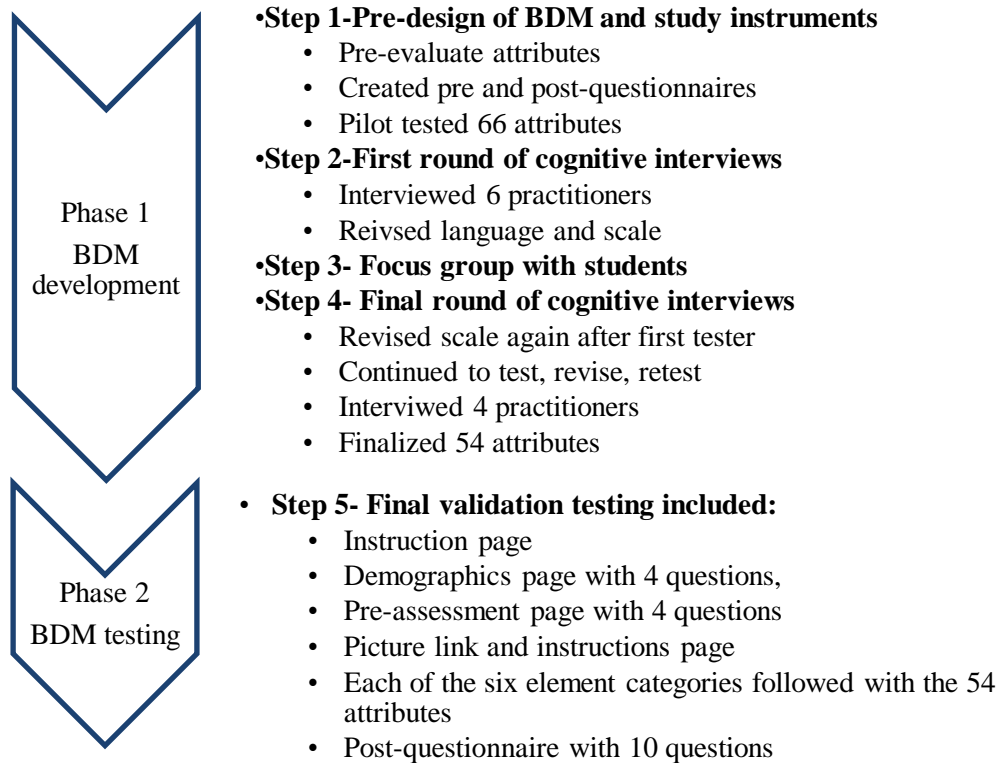 Phase 1
BDM
development
•Step 1-Pre-design of BDM and study instruments
• Pre-evaluate attributes
• Created pre and post-questionnaires
• Pilot tested 66 attributes
•Step 2-First round of cognitive interviews
• Interviewed 6 practitioners
• Reivsed language and scale
•Step 3- Focus group with students
•Step 4- Final round of cognitive interviews
• Revised scale again after first tester
• Continued to test, revise, retest
• Interviwed 4 practitioners
• Finalized 54 attributes
Phase 2
BDM testing
• Step 5- Final validation testing included:
• Instruction page
• Demographics page with 4 questions,
• Pre-assessment page with 4 questions
• Picture link and instructions page
• Each of the six element categories followed with the 54
attributes
• Post-questionnaire with 10 questions